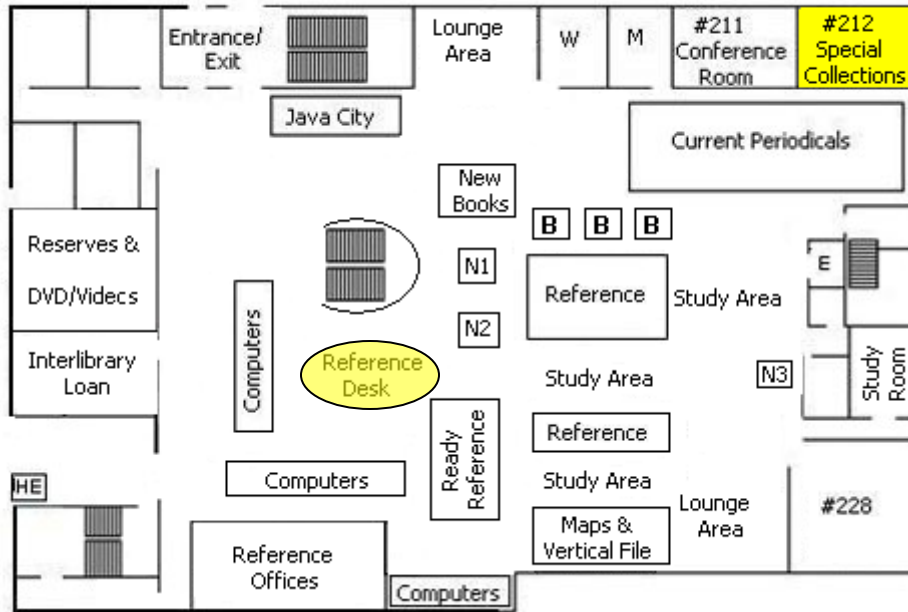 Entrance/
Exit
Lounge
Area
W
M
#211
Conference
Room
#212
Special
Collections
Java City
Current Periodicals
New
Books
B B B
Reserves &
DVD/Videcs
N1
E
Reference
Study Area
N2
Computers
Reference
Desk
Interlibrary
Loan
Study Area
N3
Study
Room
Ready
Reference
Reference
Computers
Study Area
HE
Lounge
Area
#228
Maps &
Vertical File
Reference
Offices
Computers